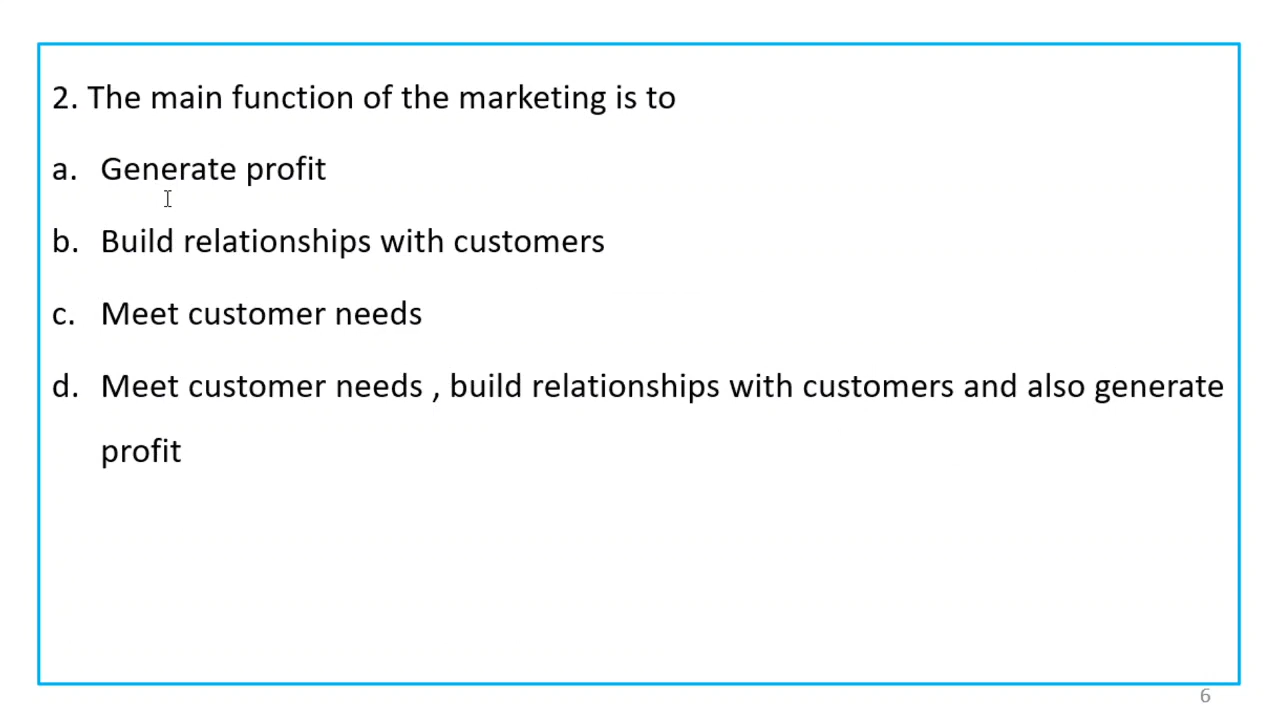 2. The main function of the marketing is to
a. Generate profit
b. Build relationships with customers
c. Meet customer needs
d. Meet customer needs , build relationships with customers and also generate
profit
6